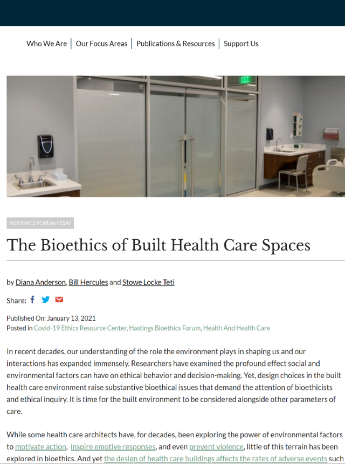 Who We Are | Our Focus Areas | Publications & Resources | Support Us
BIOETHICS FORUM ESSAY
The Bioethics of Built Health Care Spaces
by Diana Anderson, Bill Hercules and Stowe Locke Teti
Share:
Published On: January 13, 2021
Posted in Covid-19 Ethics Resource Center, Hastings Bioethics Forum, Health And Health Care
In recent decades, our understanding of the role the environment plays in shaping us and our
interactions has expanded immensely. Researchers have examined the profound effect social and
environmental factors can have on ethical behavior and decision-making. Yet, design choices in the built
health care environment raise substantive bioethical issues that demand the attention of bioethicists
and ethical inquiry. It is time for the built environment to be considered alongside other parameters of
care.
While some health care architects have, for decades, been exploring the power of environmental factors
to motivate action, inspire emotive responses, and even prevent violence, little of this terrain has been
explored in bioethics. And yet the design of health care buildings affects the rates of adverse events such